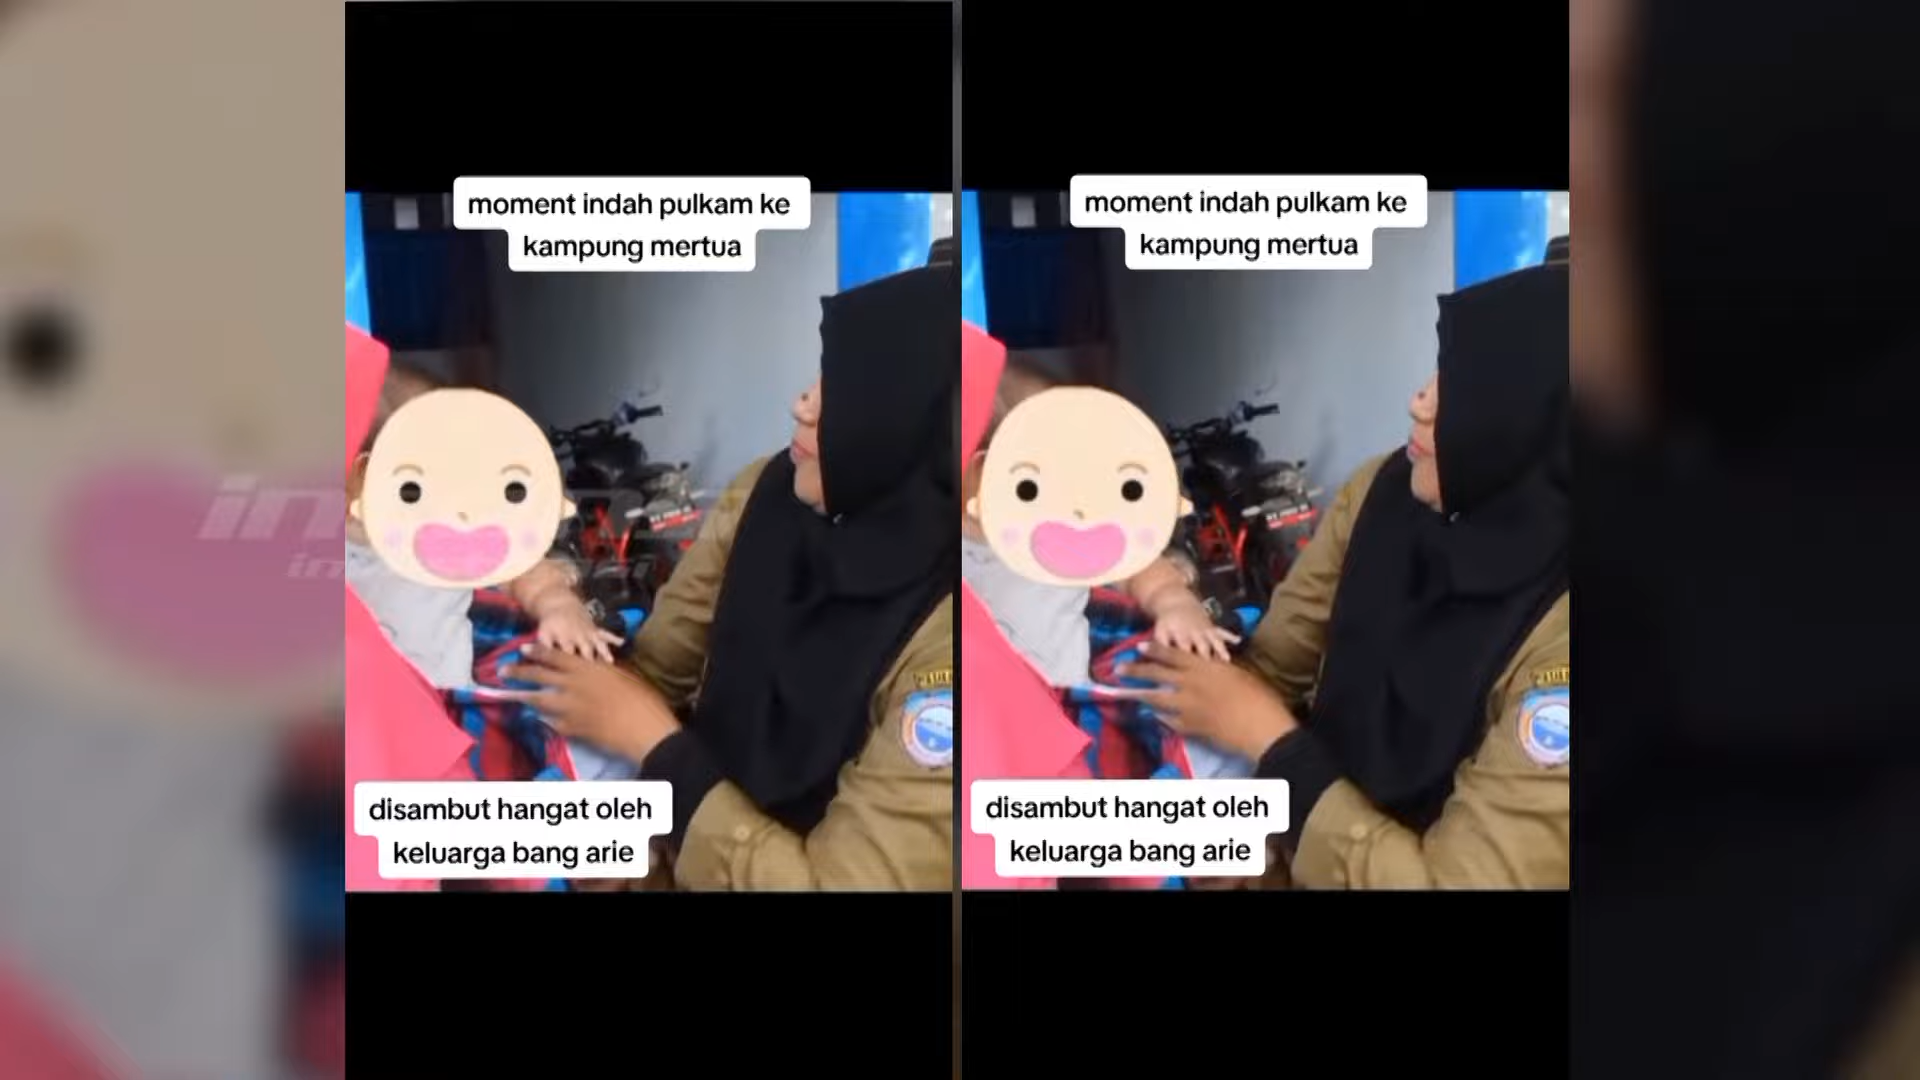 moment indah pulkam ke
kampung mertua
disambut hangat oleh
keluarga bang arie
moment indah pulkam ke
kampung mertua
disambut hangat oleh
keluarga bang arie